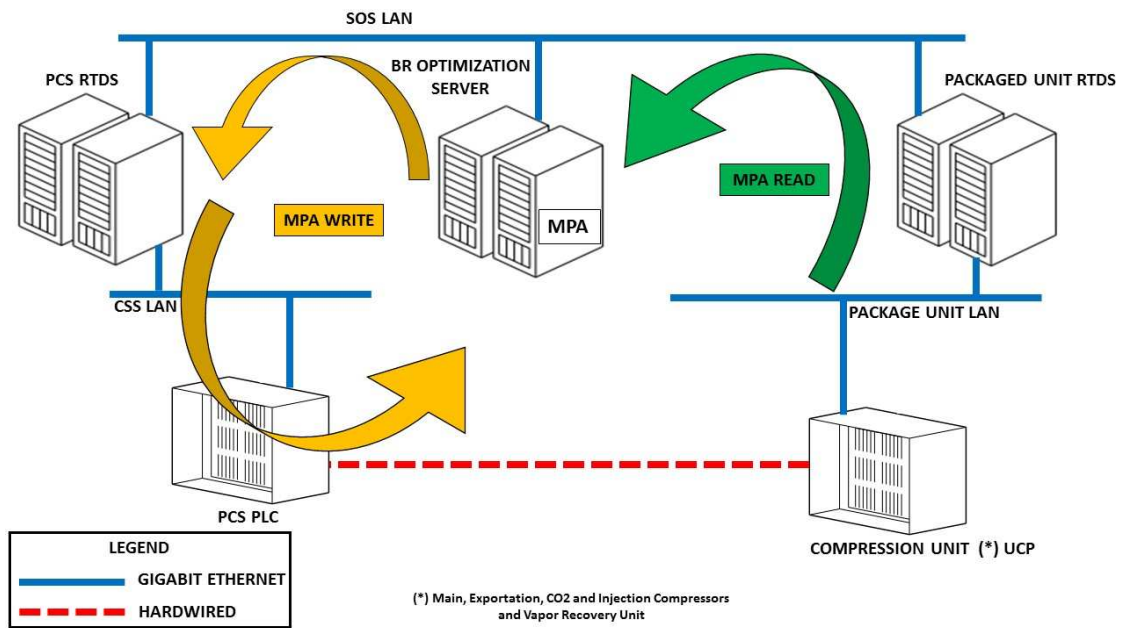 SOS LAN
PCS RTDS
BR OPTIMIZATION
SERVER
PACKAGED UNIT RTDS
MPA READ
MPA WRITE
MPA
CSS LAN
PACKAGE UNIT LAN
PCS PLC
COMPRESSION UNIT (*) UCP
LEGEND
GIGABIT ETHERNET
HARDWIRED
(*) Main, Exportation, CO2 and Injection Compressors
and Vapor Recovery Unit